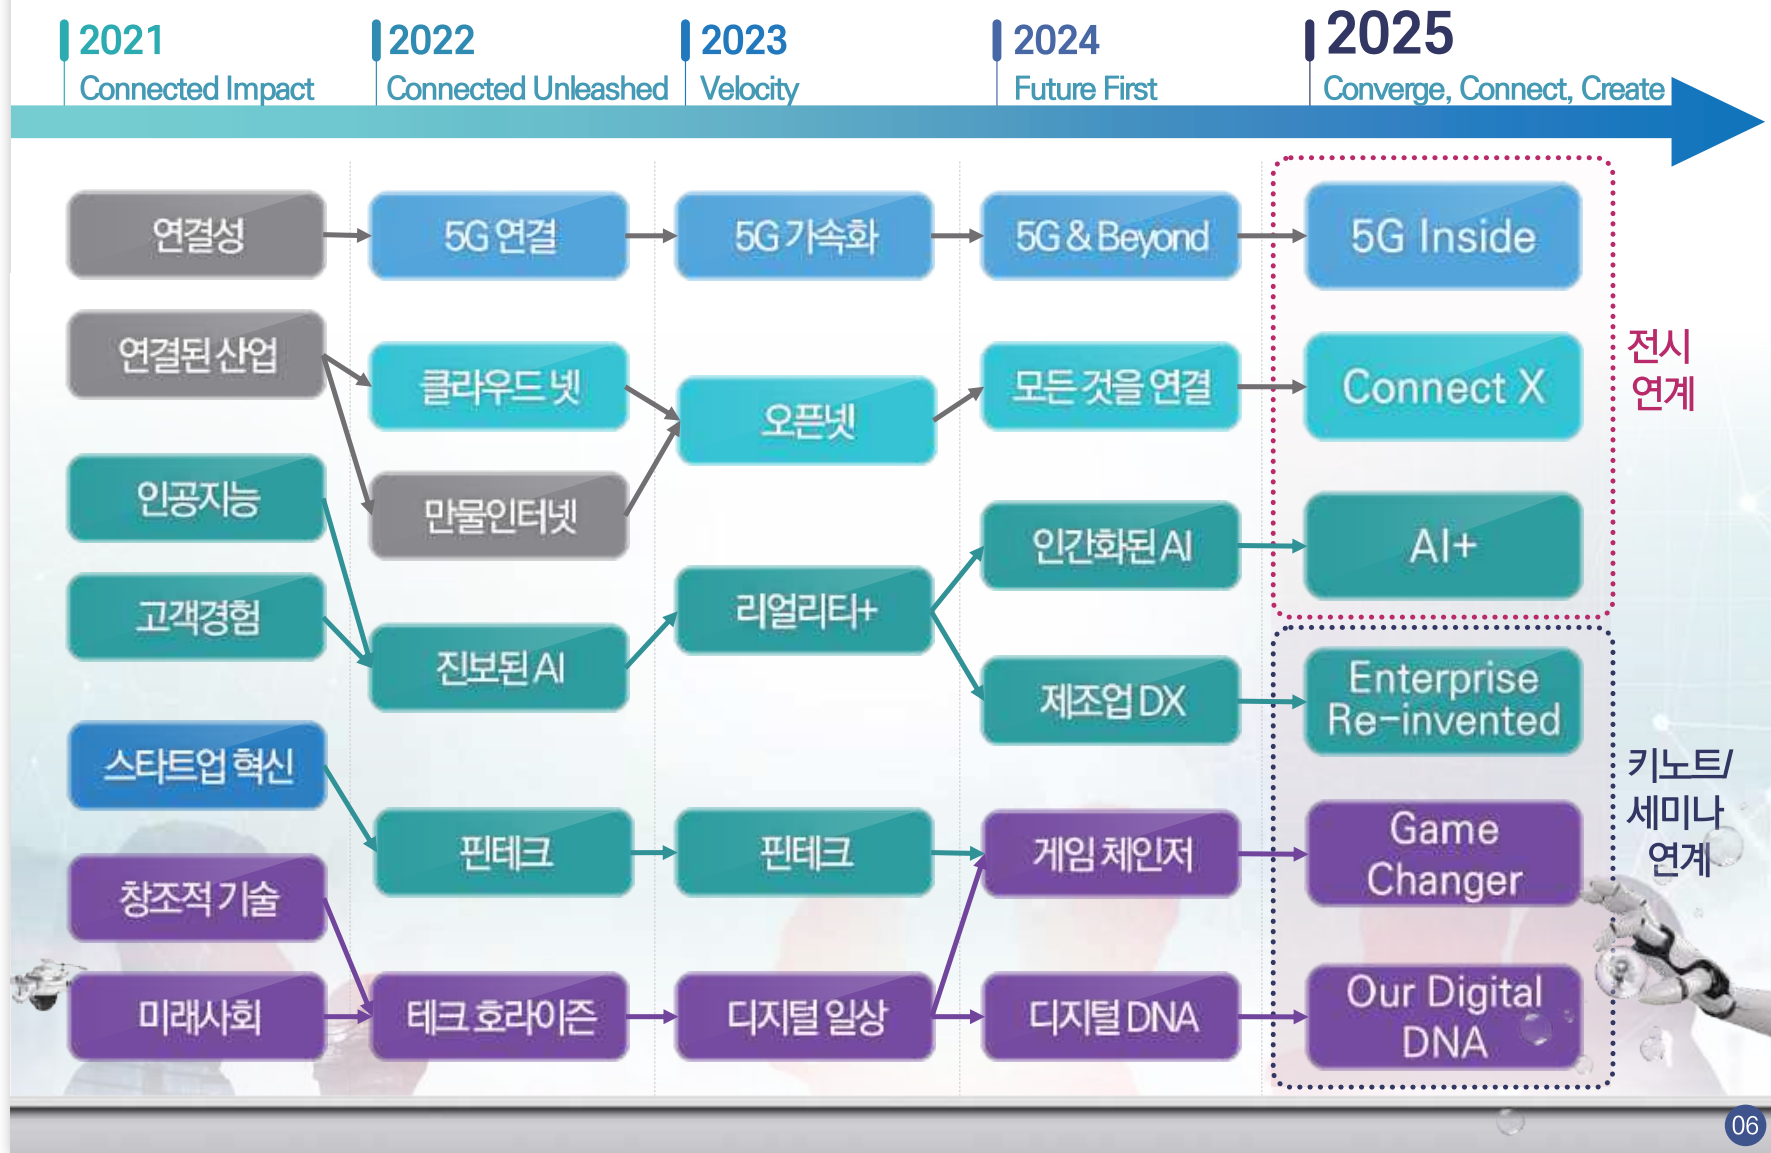 2021
Connected Impact
2022
Connected Unleashed
2023
Velocity
2024
Future First
2025
Converge, Connect, Create
연결성
5G 연결
5G 가속화
5G & Beyond
5G Inside
연결된 산업
클라우드 넷
오픈넷
모든 것을 연결
Connect X
전시
연계
인공지능
만물인터넷
인간화된 AI
AI+
고객경험
진보된 AI
리얼리티+
제조업 DX
Enterprise
Re-invented
스타트업 혁신
핀테크
핀테크
게임 체인저
Game
Changer
키노트/
세미나
연계
창조적 기술
미래사회
테크 호라이즌
디지털 일상
디지털 DNA
Our Digital
DNA
06